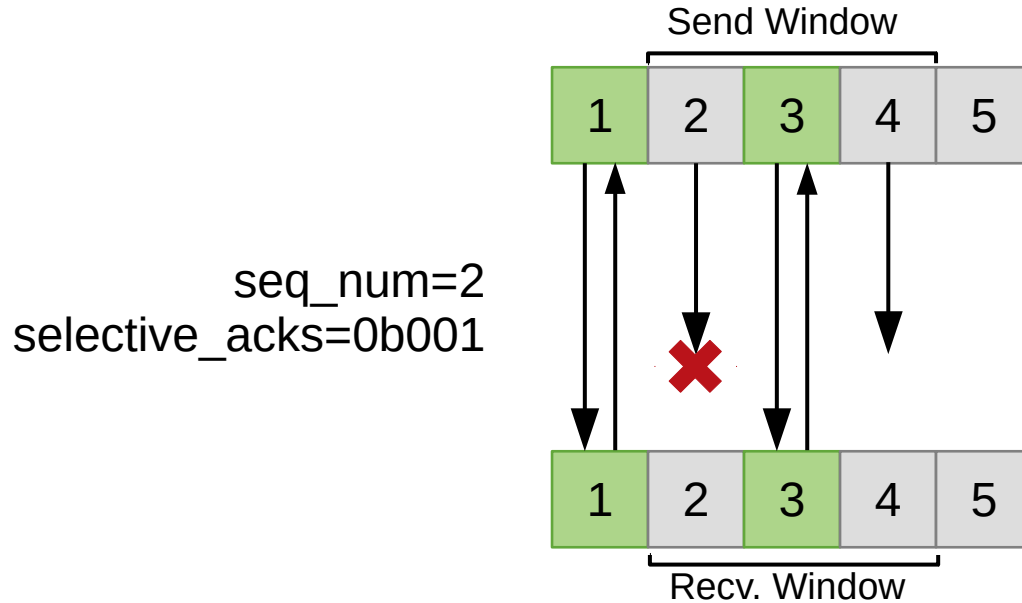 Send Window
1 2 3 4 5
seq_num=2
selective_acks=0b001
1 2 3 4 5
Recv. Window